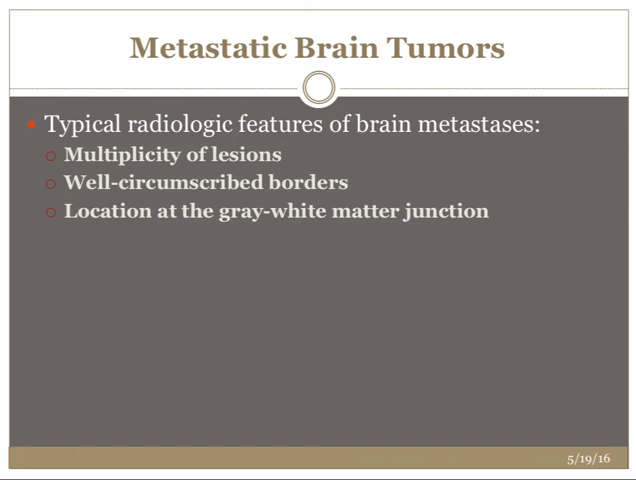 Metastatic Brain Tumors
Typical radiologic features of brain metastases:
Multiplicity of lesions
Well-circumscribed borders
Location at the gray-white matter junction
5/19/16